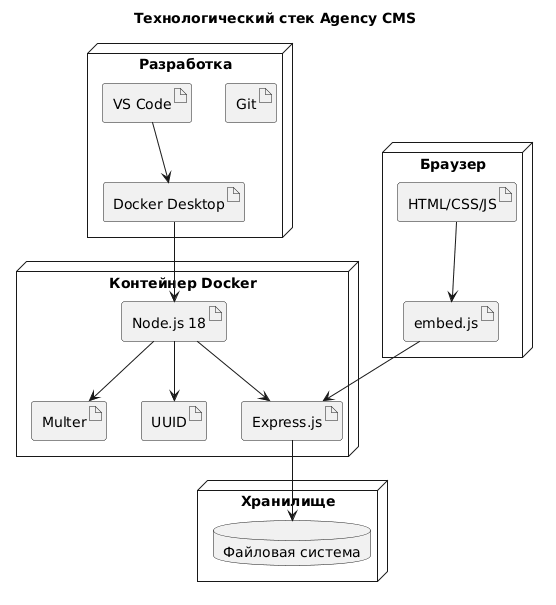 Технологический стек Agency CMS
Разработка
VS Code
Git
Docker Desktop
Браузер
HTML/CSS/JS
embed.js
Контейнер Docker
Node.js 18
Multer
UUID
Express.js
Хранилище
Файловая система